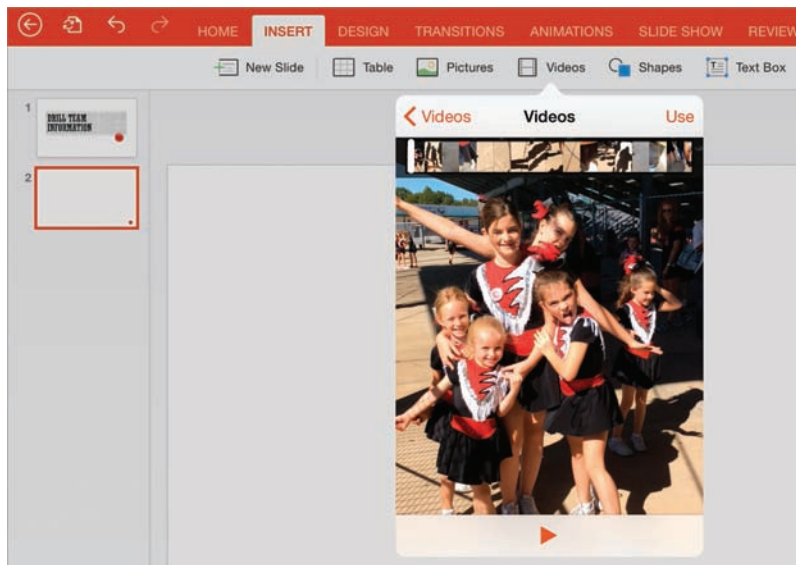 HOME INSERT DESIGN TRANSITIONS ANIMATIONS SLIDE SHOW REVIEW
New Slide Table Pictures Videos Shapes Text Box
Videos Videos Use
1
DRILL TEAM
INFORMATION
2